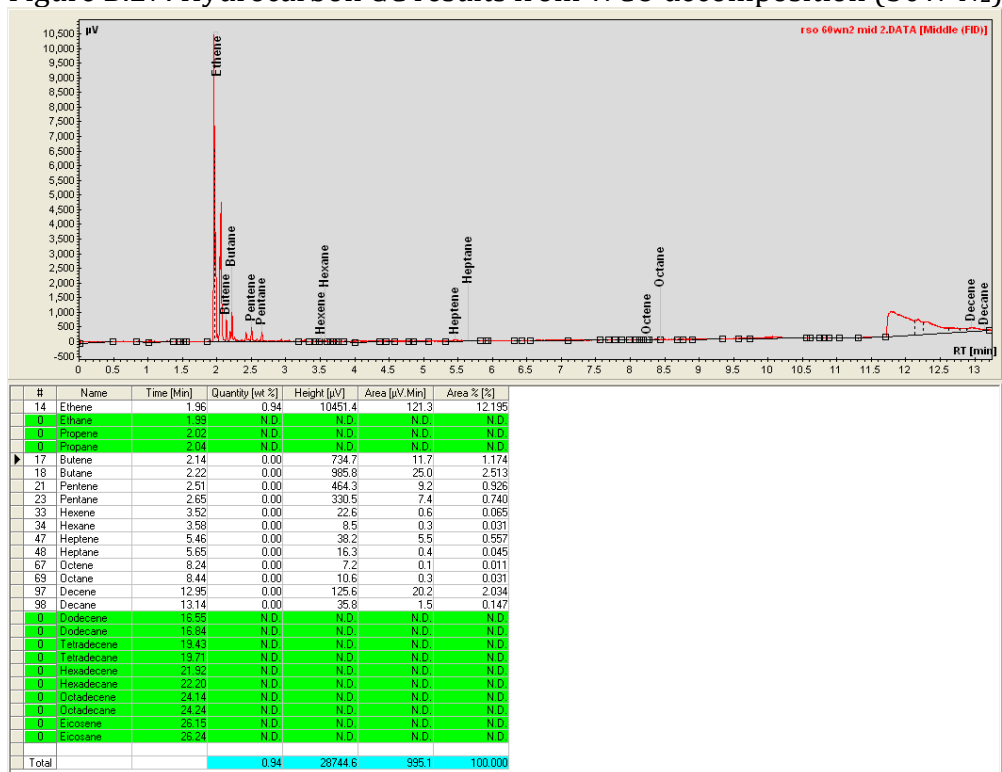 10,500 µV
rso 60wn2 mid 2.DATA [Middle (FID)]
10,000
9,500
9,000
8,500
8,000
7,500
7,000
6,500
6,000
5,500
5,000
4,500
4,000
3,500
3,000
2,500
2,000
1,500
1,000
500
0
-500
Ethene
Butene
Butane
Pentene
Pentane
Hexene
Hexane
Heptene
Heptane
Octene
Octane
Decene
Decane
RT [min]
0 0.5 1 1.5 2 2.5 3 3.5 4 4.5 5 5.5 6 6.5 7 7.5 8 8.5 9 9.5 10 10.5 11 11.5 12 12.5 13
# Name Time [Min] Quantity [wt %] Height [µV] Area [µV.Min] Area % [%]
14 Ethene 1.96 0.94 10451.4 121.3 12.195
0 Ethane 1.99 N.D. N.D. N.D. N.D.
0 Propene 2.02 N.D. N.D. N.D. N.D.
0 Propane 2.04 N.D. N.D. N.D. N.D.
17 Butene 2.14 0.00 734.7 11.7 1.174
18 Butane 2.22 0.00 985.8 25.0 2.513
21 Pentene 2.51 0.00 464.3 9.2 0.926
23 Pentane 2.65 0.00 330.5 7.4 0.740
33 Hexene 3.52 0.00 22.6 0.6 0.065
34 Hexane 3.58 0.00 8.5 0.3 0.031
47 Heptene 5.46 0.00 38.2 5.5 0.557
48 Heptane 5.65 0.00 16.3 0.4 0.045
67 Octene 8.24 0.00 7.2 0.1 0.011
69 Octane 8.44 0.00 10.6 0.3 0.031
97 Decene 12.95 0.00 125.6 20.2 2.034
98 Decane 13.14 0.00 35.8 1.5 0.147
0 Dodecene 16.55 N.D. N.D. N.D. N.D.
0 Dodecane 16.84 N.D. N.D. N.D. N.D.
0 Tetradecene 19.43 N.D. N.D. N.D. N.D.
0 Tetradecane 19.71 N.D. N.D. N.D. N.D.
0 Hexadecene 21.92 N.D. N.D. N.D. N.D.
0 Hexadecane 22.20 N.D. N.D. N.D. N.D.
0 Octadecene 24.14 N.D. N.D. N.D. N.D.
0 Octadecane 24.24 N.D. N.D. N.D. N.D.
0 Eicosene 26.15 N.D. N.D. N.D. N.D.
0 Eicosane 26.24 N.D. N.D. N.D. N.D.
Total 0.94 28744.6 995.1 100.000